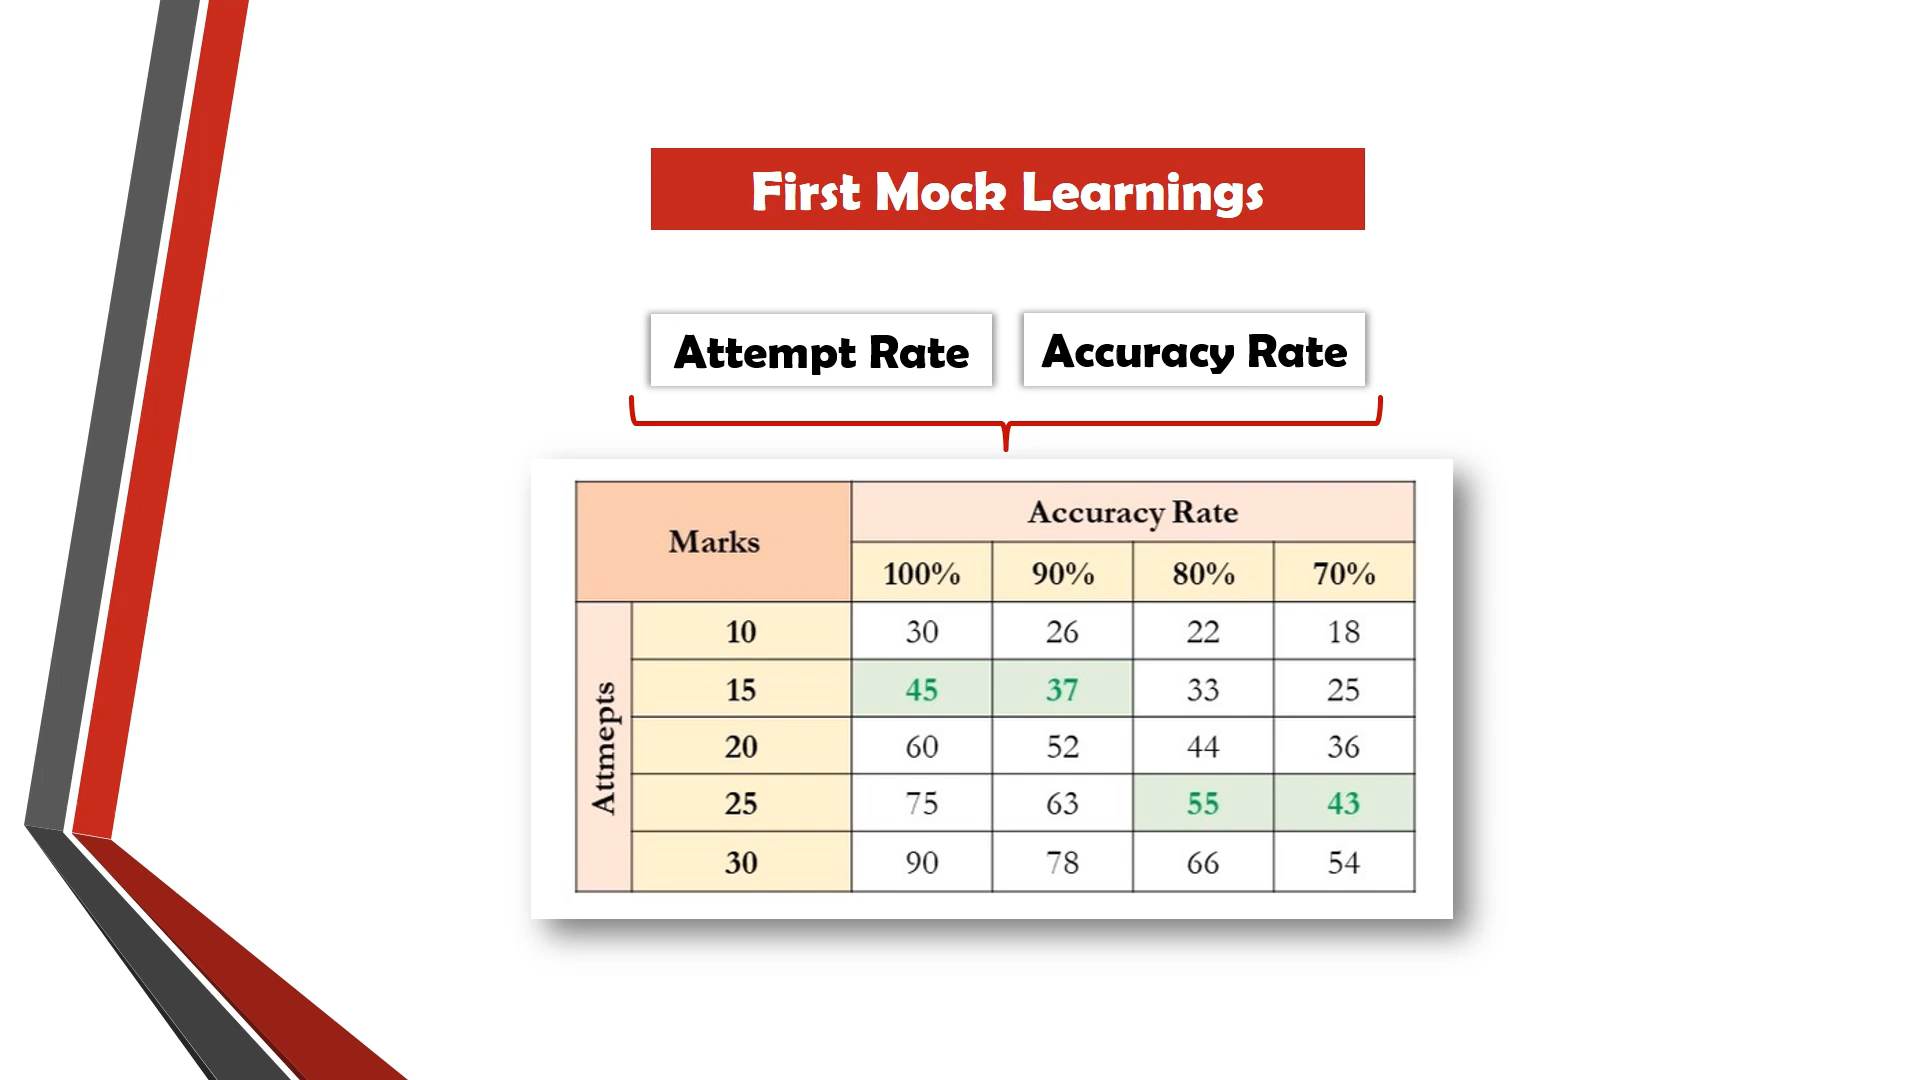 First Mock Learnings
Attempt Rate Accuracy Rate
Marks Accuracy Rate
100% 90% 80% 70%
Attmepts
10 30 26 22 18
15 45 37 33 25
20 60 52 44 36
25 75 63 55 43
30 90 78 66 54